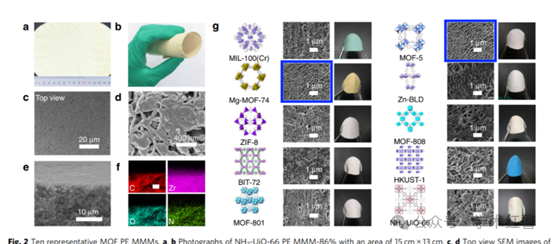 a
b
g
1 μm
1 μm
MIL-100(Cr)
MOF-5
1 μm
1 μm
c
Top view
d
20 μm
400 nm
Mg-MOF-74
Zn-BLD
1 μm
1 μm
ZIF-8
MOF-808
e
f
C
Zr
1 μm
1 μm
10 μm
O
N
BIT-72
HKUST-1
1 μm
1 μm
MOF-801
NH₂-UiO-66
Fig. 2 Ten representative MOF PE MMMs. a, b Photographs of NH₂-UiO-66 PE MMM-86% with an area of 15 cm × 13 cm. c, d Top view SEM images of